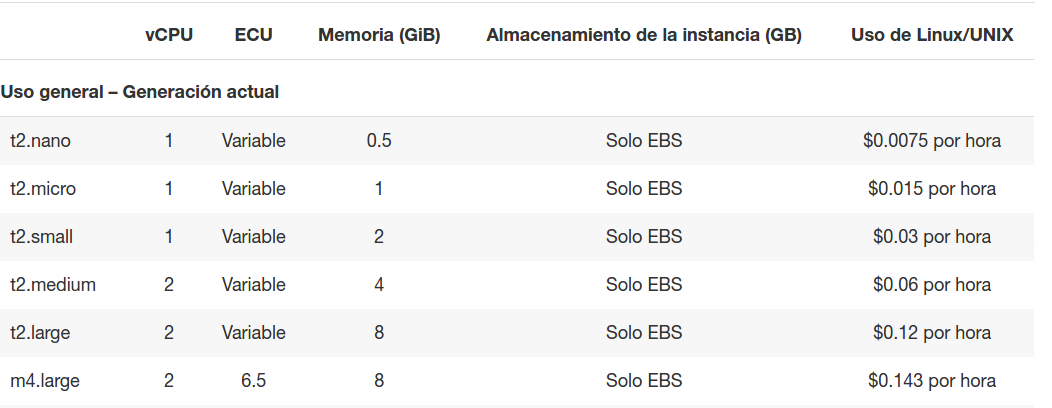 vCPU ECU Memoria (GiB) Almacenamiento de la instancia (GB) Uso de Linux/UNIX
Uso general – Generación actual
t2.nano 1 Variable 0.5 Solo EBS $0.0075 por hora
t2.micro 1 Variable 1 Solo EBS $0.015 por hora
t2.small 1 Variable 2 Solo EBS $0.03 por hora
t2.medium 2 Variable 4 Solo EBS $0.06 por hora
t2.large 2 Variable 8 Solo EBS $0.12 por hora
m4.large 2 6.5 8 Solo EBS $0.143 por hora